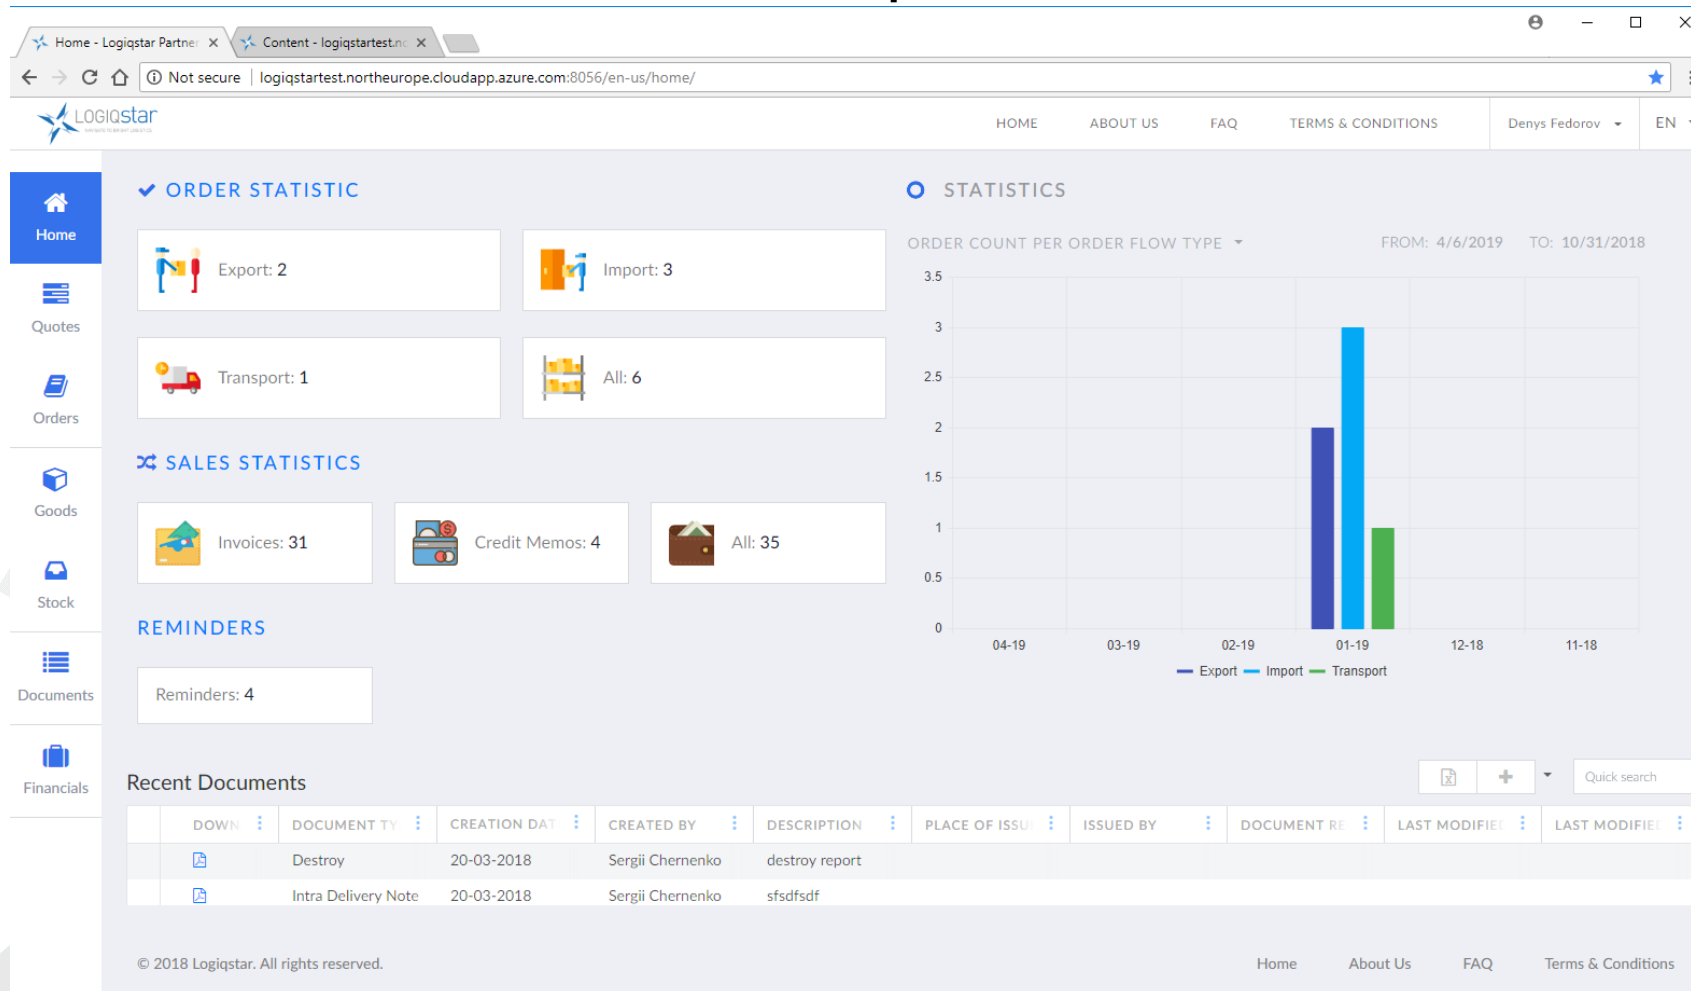 Home - Logiqstar Partner
Content - logiqstartest.nc
Not secure | logiqstartest.northeurope.cloudapp.azure.com:8056/en-us/home/
LOGIQstar
HOME ABOUT US FAQ TERMS & CONDITIONS Denys Fedorov EN
Home
Quotes
Orders
Goods
Stock
Documents
Financials
ORDER STATISTIC
Export: 2
Import: 3
Transport: 1
All: 6
SALES STATISTICS
Invoices: 31
Credit Memos: 4
All: 35
REMINDERS
Reminders: 4
STATISTICS
ORDER COUNT PER ORDER FLOW TYPE FROM: 4/6/2019 TO: 10/31/2018
3.5
3
2.5
2
1.5
1
0.5
0
04-19 03-19 02-19 01-19 12-18 11-18
Export Import Transport
Recent Documents
Quick search
DOWN DOCUMENT TY CREATION DAT CREATED BY DESCRIPTION PLACE OF ISSU ISSUED BY DOCUMENT RE LAST MODIFIED LAST MODIFIED
Destroy 20-03-2018 Sergii Chernenko destroy report
Intra Delivery Note 20-03-2018 Sergii Chernenko sfsdfsdf
© 2018 Logiqstar. All rights reserved.
Home About Us FAQ Terms & Conditions